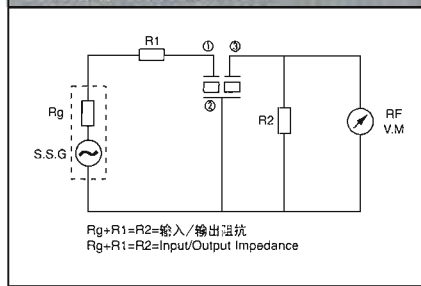 R1
①
③
②
Rg
S.S.G
R2
RF
V.M
Rg+R1=R2=输入/输出阻抗
Rg+R1=R2=Input/Output Impedance